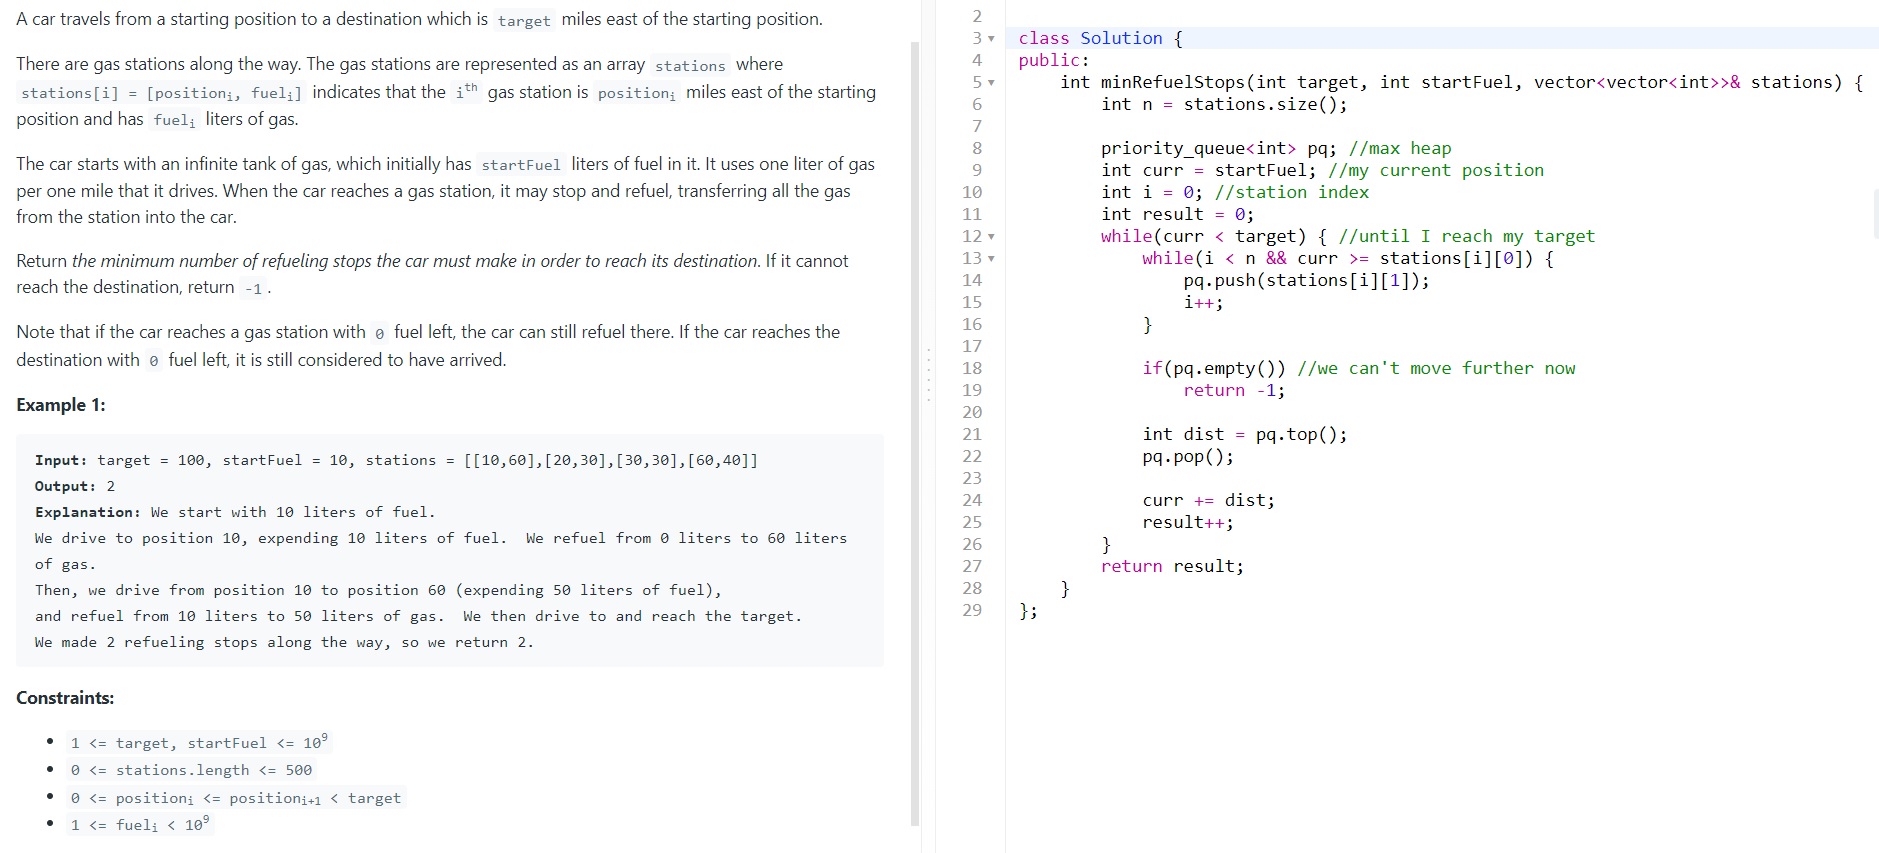 A car travels from a starting position to a destination which is target miles east of the starting position.
There are gas stations along the way. The gas stations are represented as an array stations where
stations[i] = [positionᵢ, fuelᵢ] indicates that the iᵗʰ gas station is positionᵢ miles east of the starting
position and has fuelᵢ liters of gas.
The car starts with an infinite tank of gas, which initially has startFuel liters of fuel in it. It uses one liter of gas
per one mile that it drives. When the car reaches a gas station, it may stop and refuel, transferring all the gas
from the station into the car.
Return the minimum number of refueling stops the car must make in order to reach its destination. If it cannot
reach the destination, return -1 .
Note that if the car reaches a gas station with 0 fuel left, the car can still refuel there. If the car reaches the
destination with 0 fuel left, it is still considered to have arrived.
Example 1:
Input: target = 100, startFuel = 10, stations = [[10,60],[20,30],[30,30],[60,40]]
Output: 2
Explanation: We start with 10 liters of fuel.
We drive to position 10, expending 10 liters of fuel.  We refuel from 0 liters to 60 liters
of gas.
Then, we drive from position 10 to position 60 (expending 50 liters of fuel),
and refuel from 10 liters to 50 liters of gas.  We then drive to and reach the target.
We made 2 refueling stops along the way, so we return 2.
Constraints:
• 1 <= target, startFuel <= 10⁹
• 0 <= stations.length <= 500
• 0 <= positionᵢ <= positionᵢ₊₁ < target
• 1 <= fuelᵢ < 10⁹
2
3 class Solution {
4 public:
5     int minRefuelStops(int target, int startFuel, vector<vector<int>>& stations) {
6         int n = stations.size();
7
8         priority_queue<int> pq; //max heap
9         int curr = startFuel; //my current position
10         int i = 0; //station index
11         int result = 0;
12         while(curr < target) { //until I reach my target
13             while(i < n && curr >= stations[i][0]) {
14                 pq.push(stations[i][1]);
15                 i++;
16             }
17
18             if(pq.empty()) //we can't move further now
19                 return -1;
20
21             int dist = pq.top();
22             pq.pop();
23
24             curr += dist;
25             result++;
26         }
27         return result;
28     }
29 };